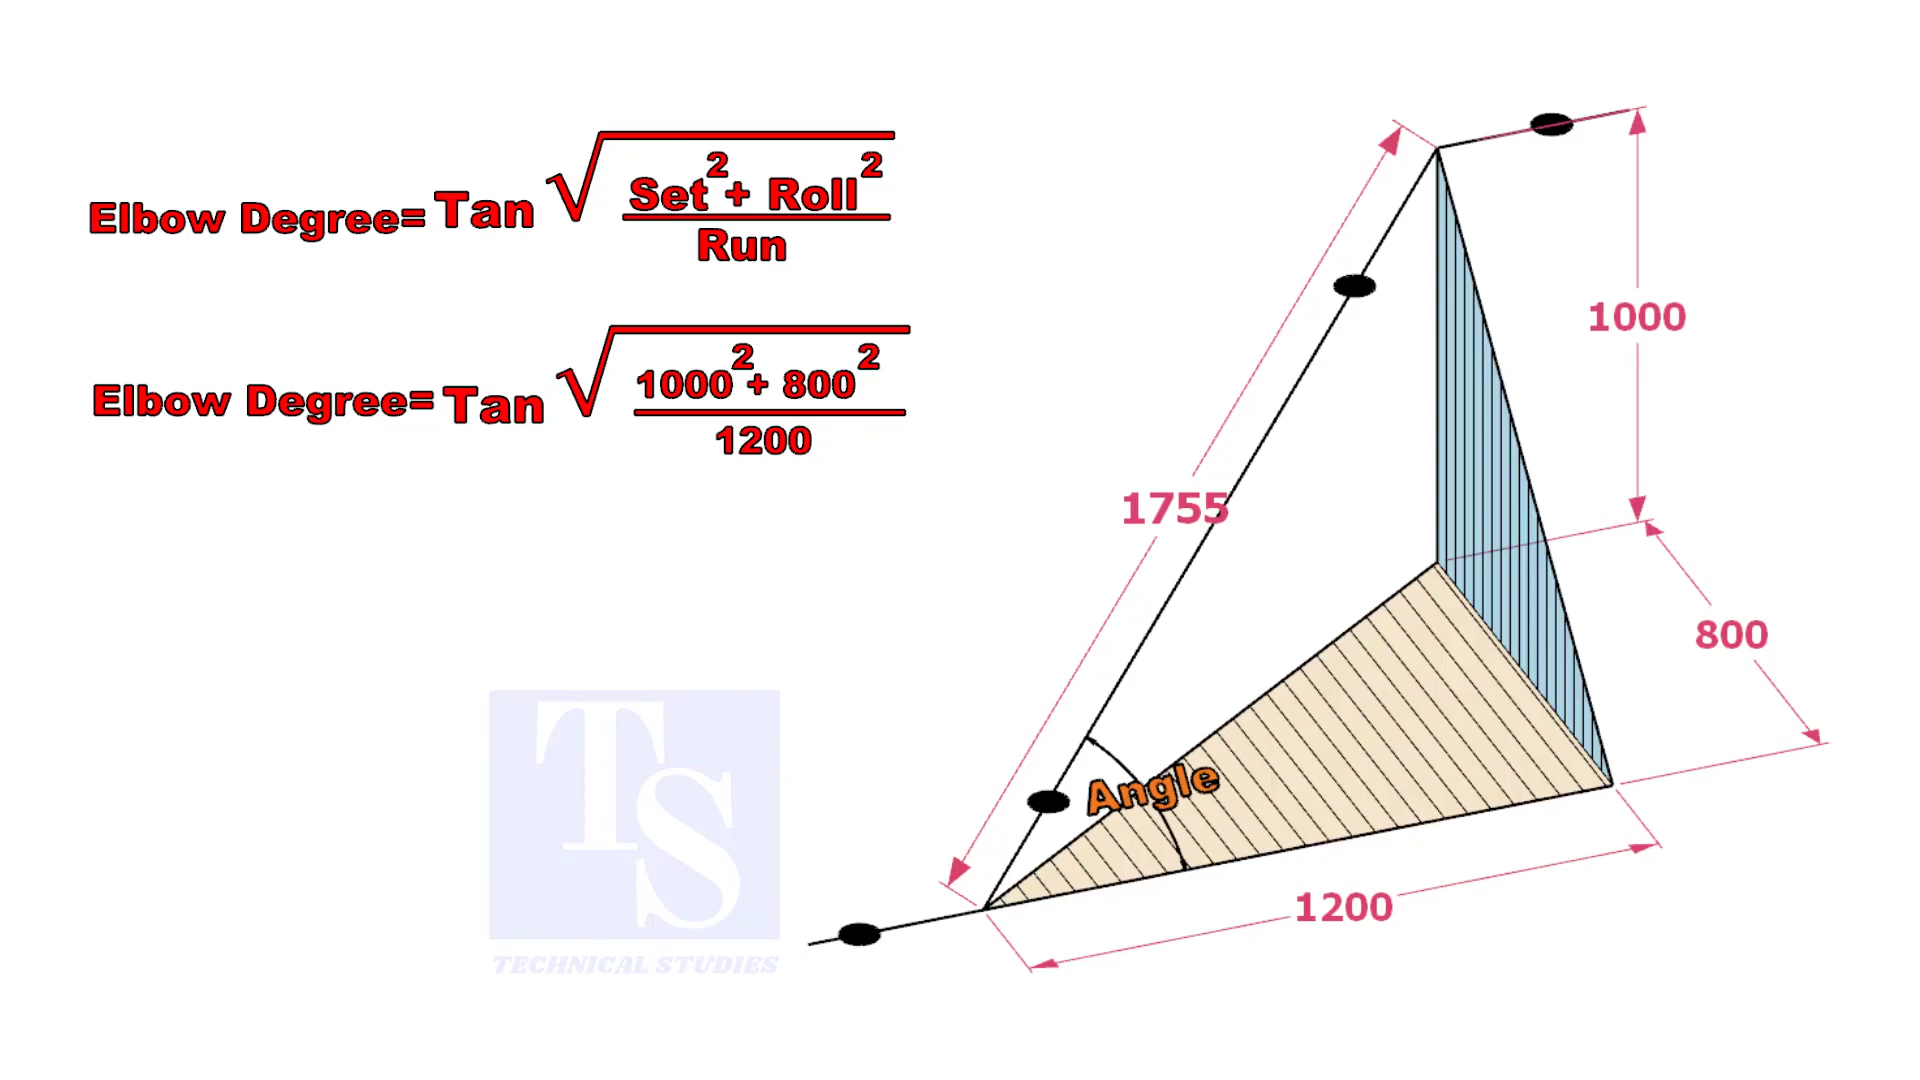 Elbow Degree= Tan √ Set² + Roll²
Run
Elbow Degree= Tan √ 1000² + 800²
1200
1000
1755
800
Angle
1200
TS
TECHNICAL STUDIES